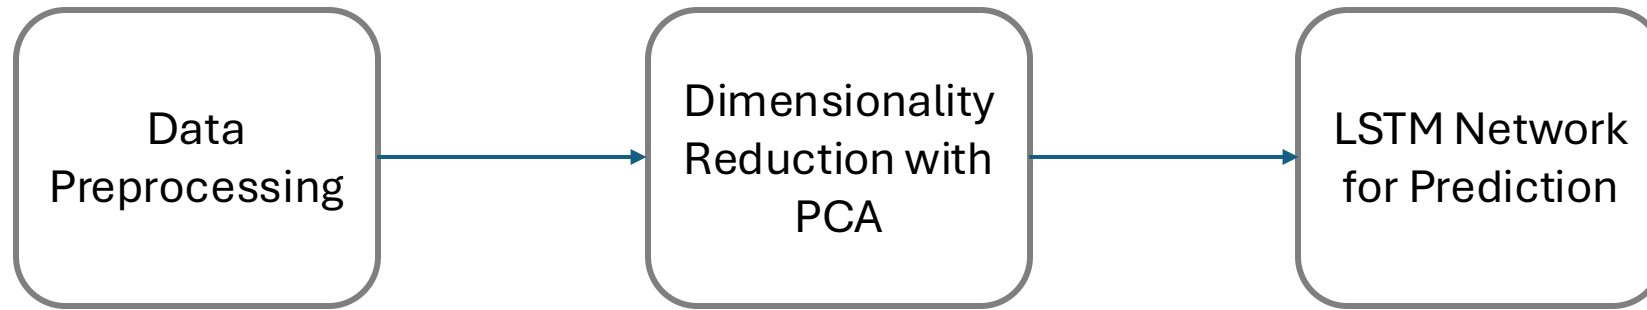 Data
Preprocessing
Dimensionality
Reduction with
PCA
LSTM Network
for Prediction